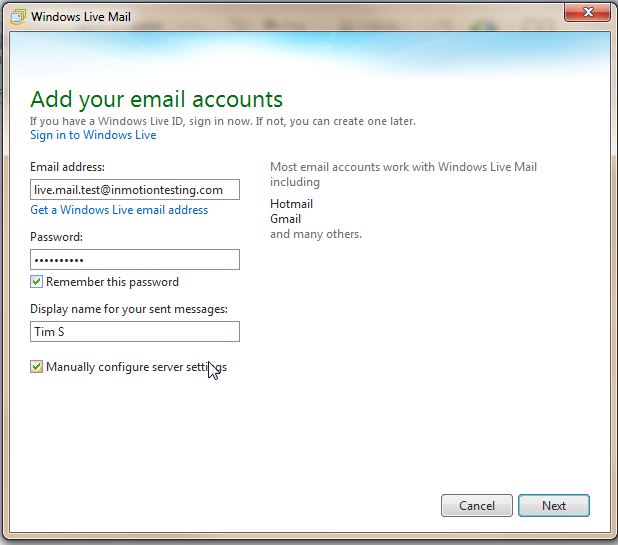 Windows Live Mail
Add your email accounts
If you have a Windows Live ID, sign in now. If not, you can create one later.
Sign in to Windows Live
Email address:
live.mail.test@inmotiontesting.com
Get a Windows Live email address
Password:
••••••••••
Remember this password
Display name for your sent messages:
Tim S
Manually configure server settings
Most email accounts work with Windows Live Mail
including
Hotmail
Gmail
and many others.
Cancel
Next